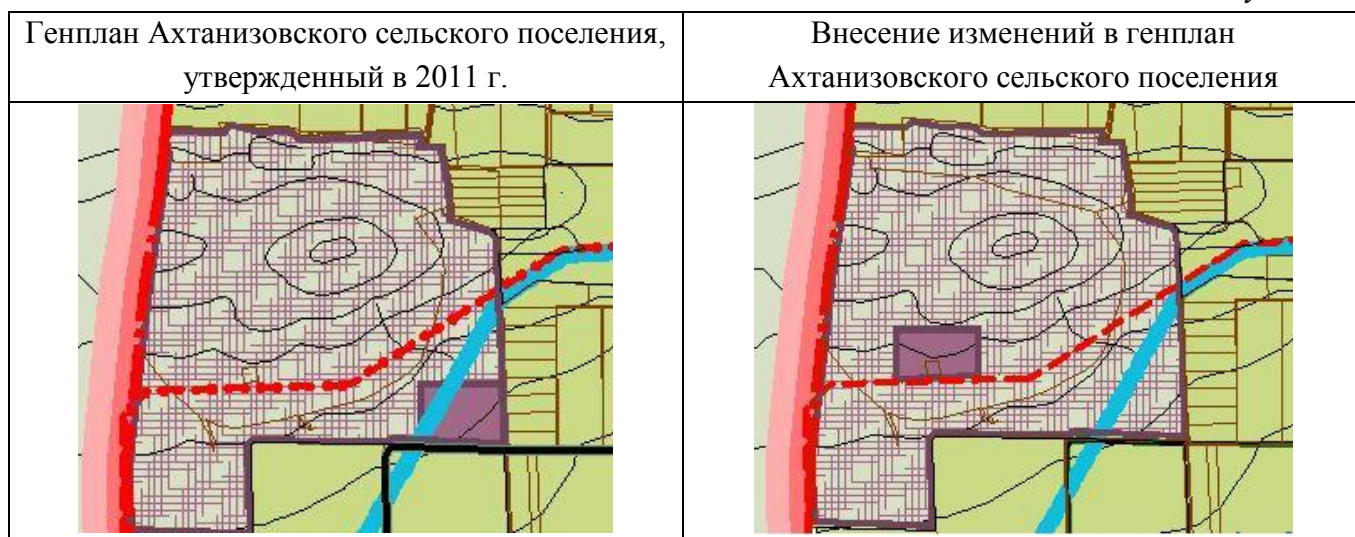 Генплан Ахтанизовского сельского поселения,
утвержденный в 2011 г.
Внесение изменений в генплан
Ахтанизовского сельского поселения